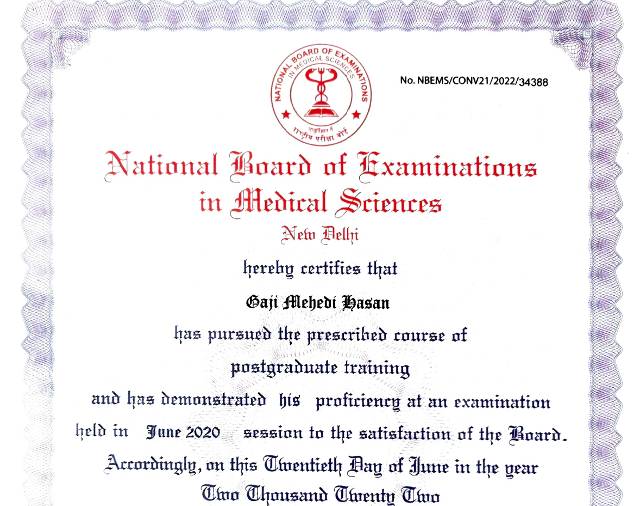 NATIONAL BOARD OF EXAMINATIONS
IN MEDICAL SCIENCES
राष्ट्रीय परीक्षा बोर्ड
No. NBEMS/CONV21/2022/34388
National Board of Examinations
in Medical Sciences
New Delhi
hereby certifies that
Gaji Mehedi Hasan
has pursued the prescribed course of
postgraduate training
and has demonstrated his proficiency at an examination
held in June 2020 session to the satisfaction of the Board.
Accordingly, on this Twentieth Day of June in the year
Two Thousand Twenty Two